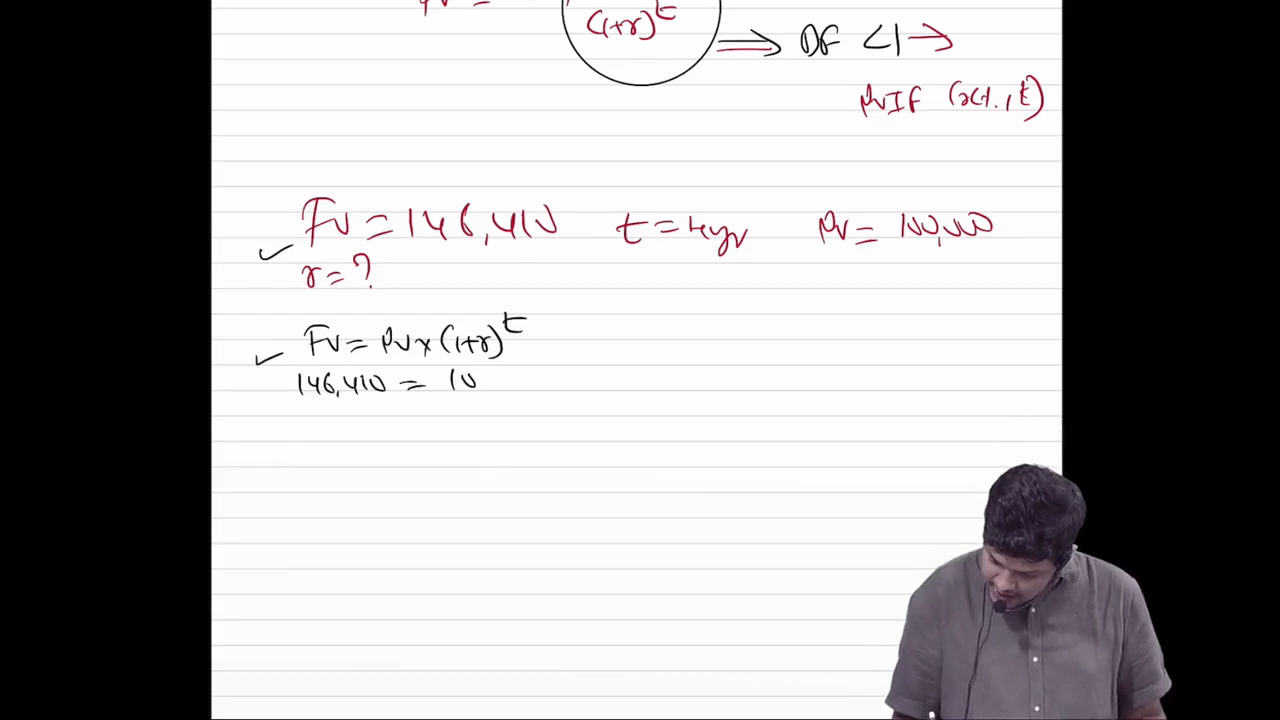 (1+r)^t
⇒ DF <1 →
PVIF (r%, t)
FV = 146,410 t = 4yr PV = 100,000
r = ?
FV = PV x (1+r)^t
146,410 = 10